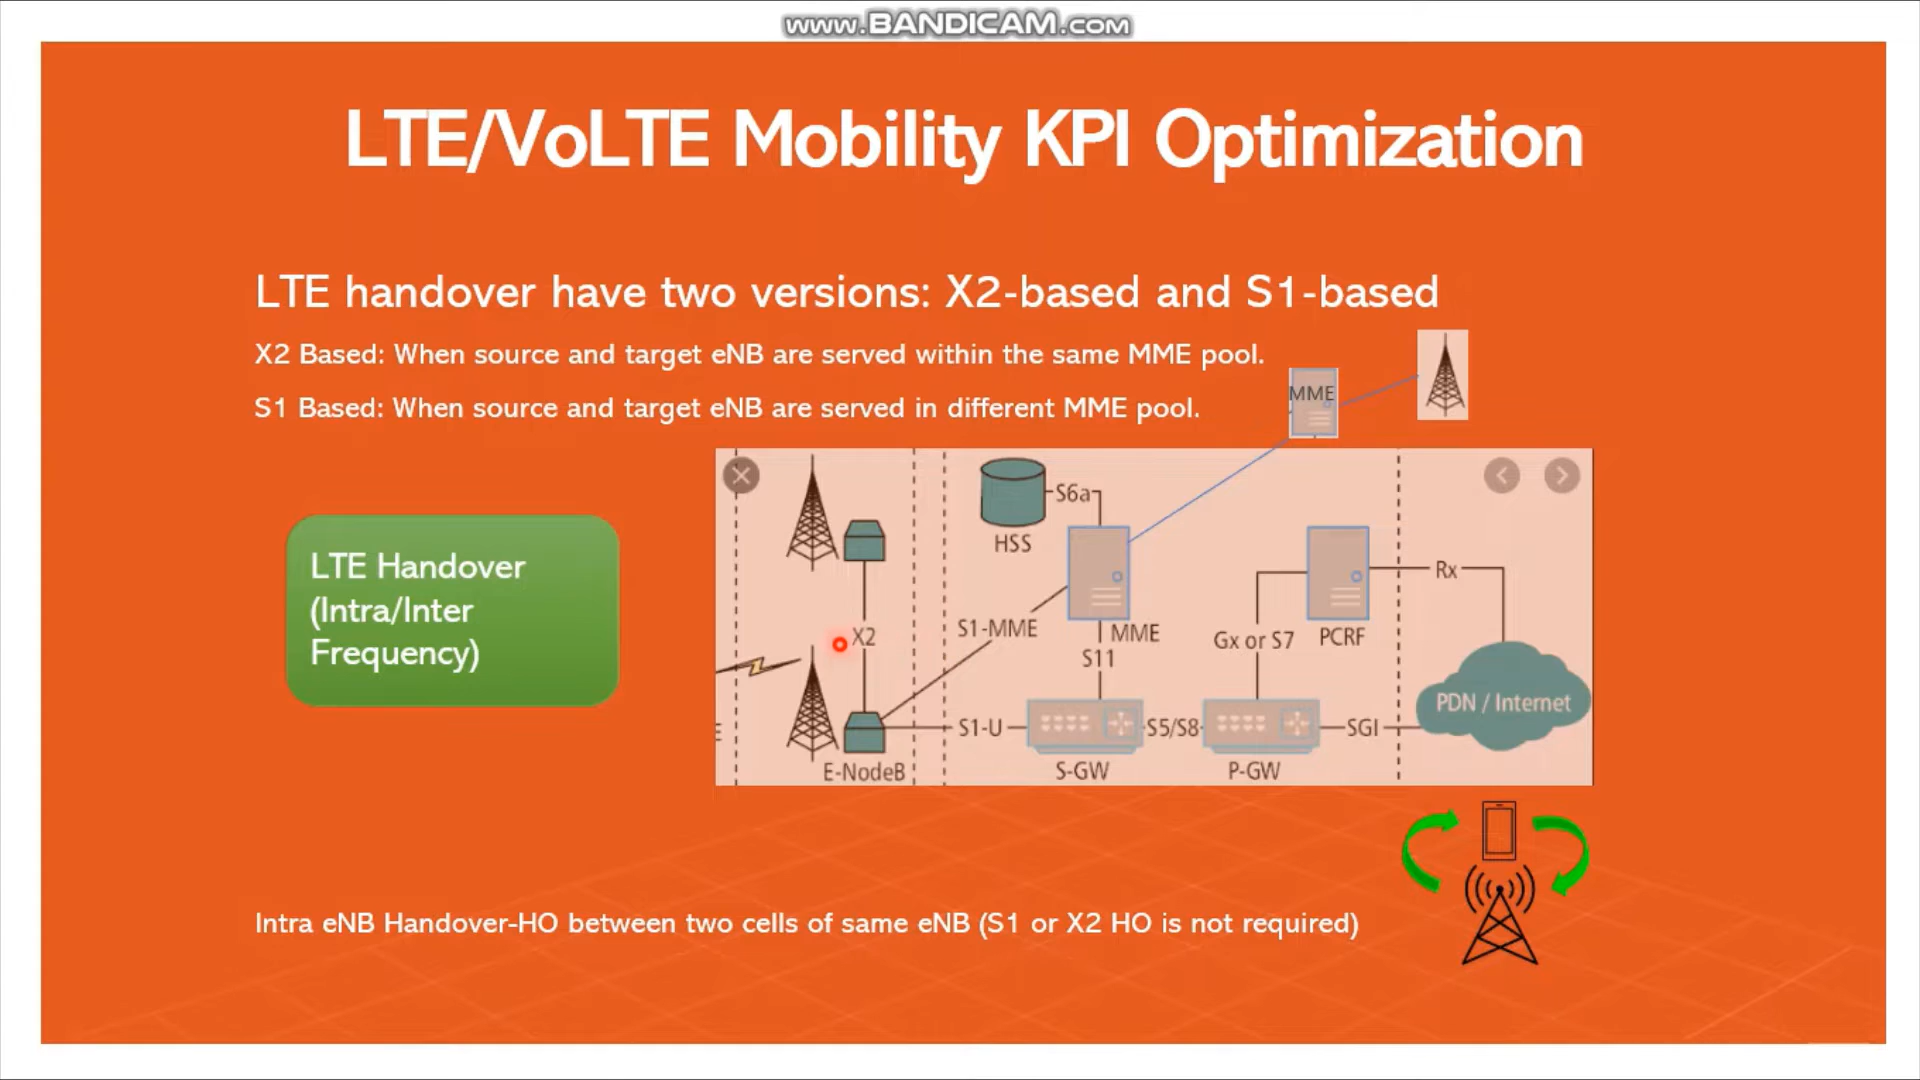 www.BANDICAM.com
LTE/VoLTE Mobility KPI Optimization
LTE handover have two versions: X2-based and S1-based
X2 Based: When source and target eNB are served within the same MME pool.
S1 Based: When source and target eNB are served in different MME pool.
MME
LTE Handover
(Intra/Inter
Frequency)
S6a
HSS
Rx
X2
S1-MME
MME
Gx or S7
PCRF
S11
PDN / Internet
E
S1-U
S5/S8
SGI
E-NodeB
S-GW
P-GW
Intra eNB Handover-HO between two cells of same eNB (S1 or X2 HO is not required)